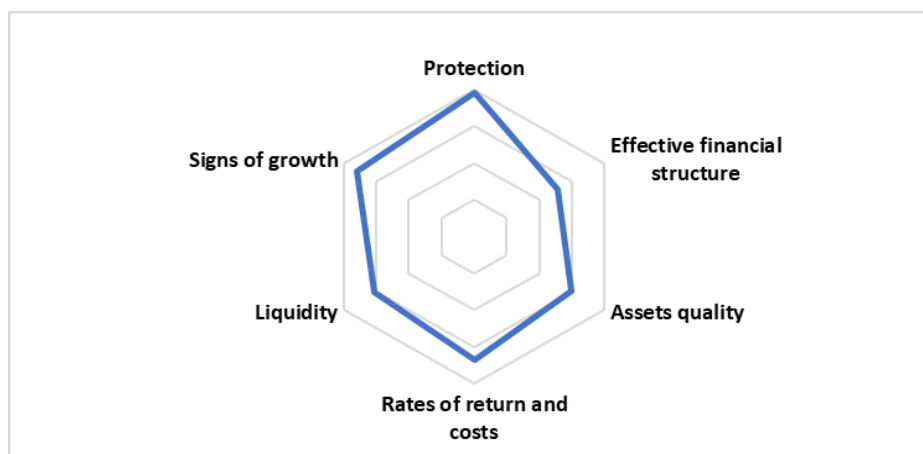 Protection
Effective financial
structure
Signs of growth
Liquidity
Assets quality
Rates of return and
costs